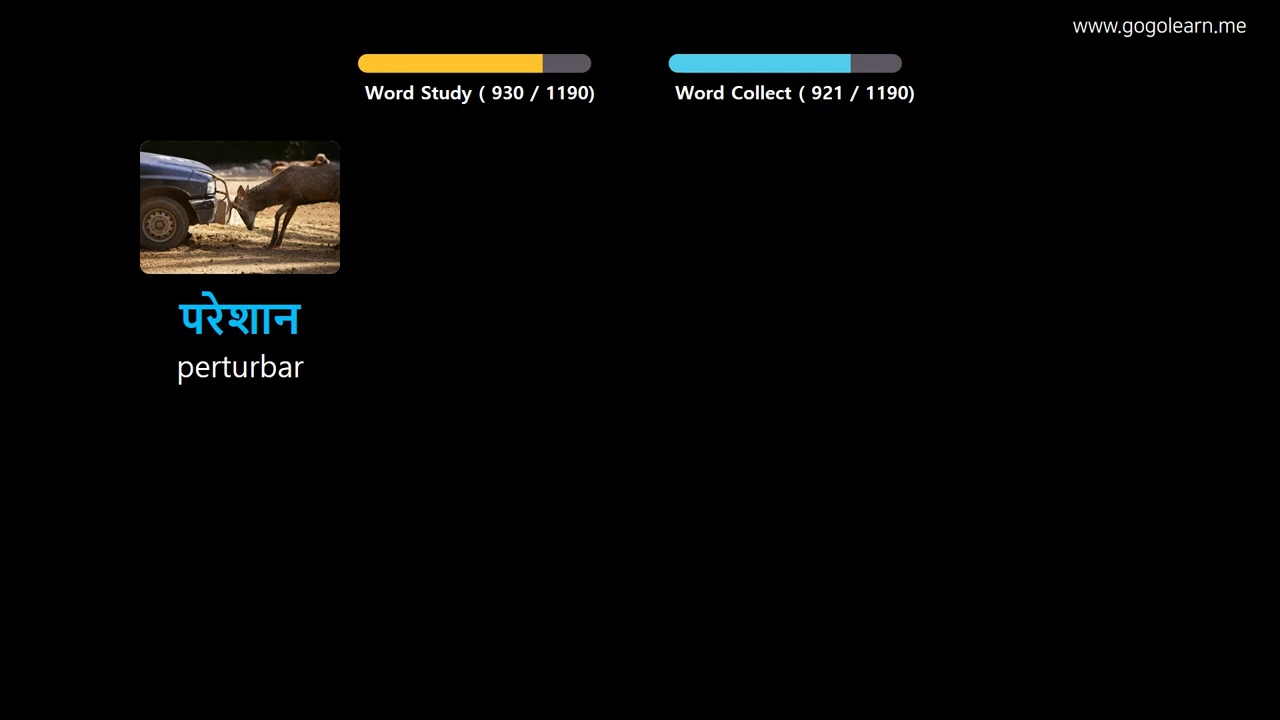 www.gogolearn.me
Word Study ( 930 / 1190)
Word Collect ( 921 / 1190)
परेशान
perturbar